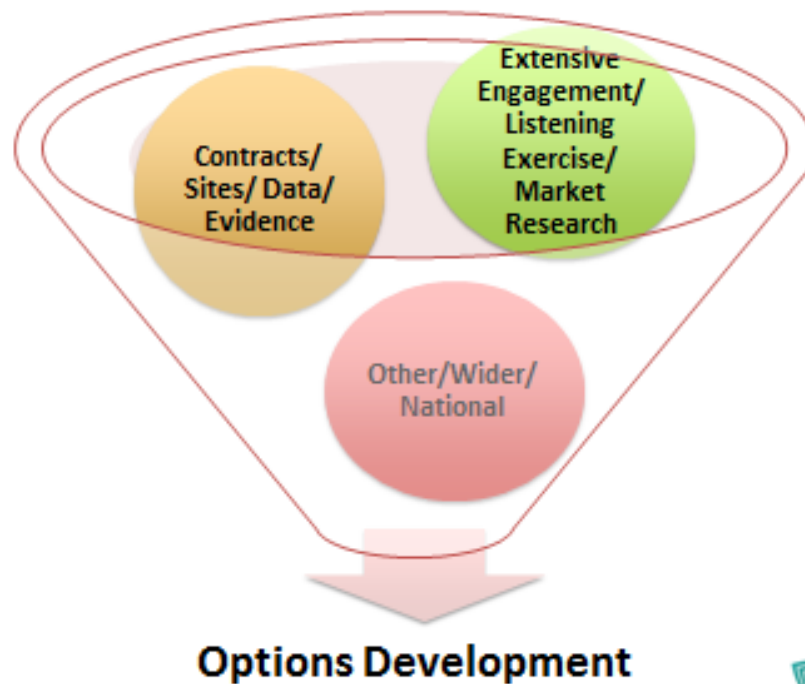 Extensive
Engagement/
Listening
Exercise/
Market
Research
Contracts/
Sites/ Data/
Evidence
Other/Wider/
National
Options Development